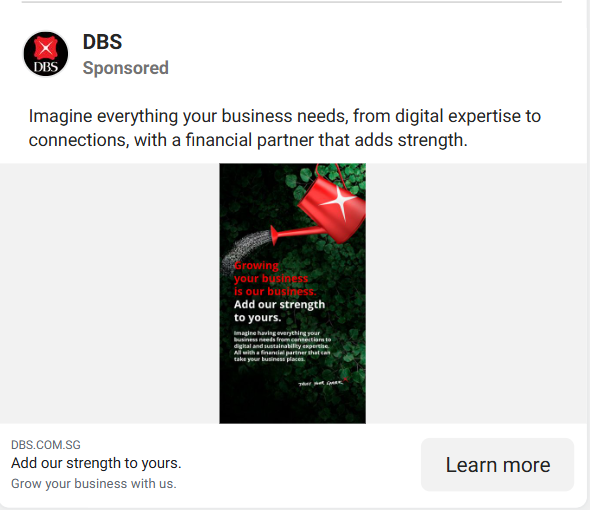 DBS
DBS
Sponsored
Imagine everything your business needs, from digital expertise to
connections, with a financial partner that adds strength.
Growing
your business
is our business.
Add our strength
to yours.
Imagine having everything your
business needs from connections to
digital and sustainability expertise.
All with a financial partner that can
take your business places.
TRUST YOUR SPARK
DBS.COM.SG
Add our strength to yours.
Grow your business with us.
Learn more